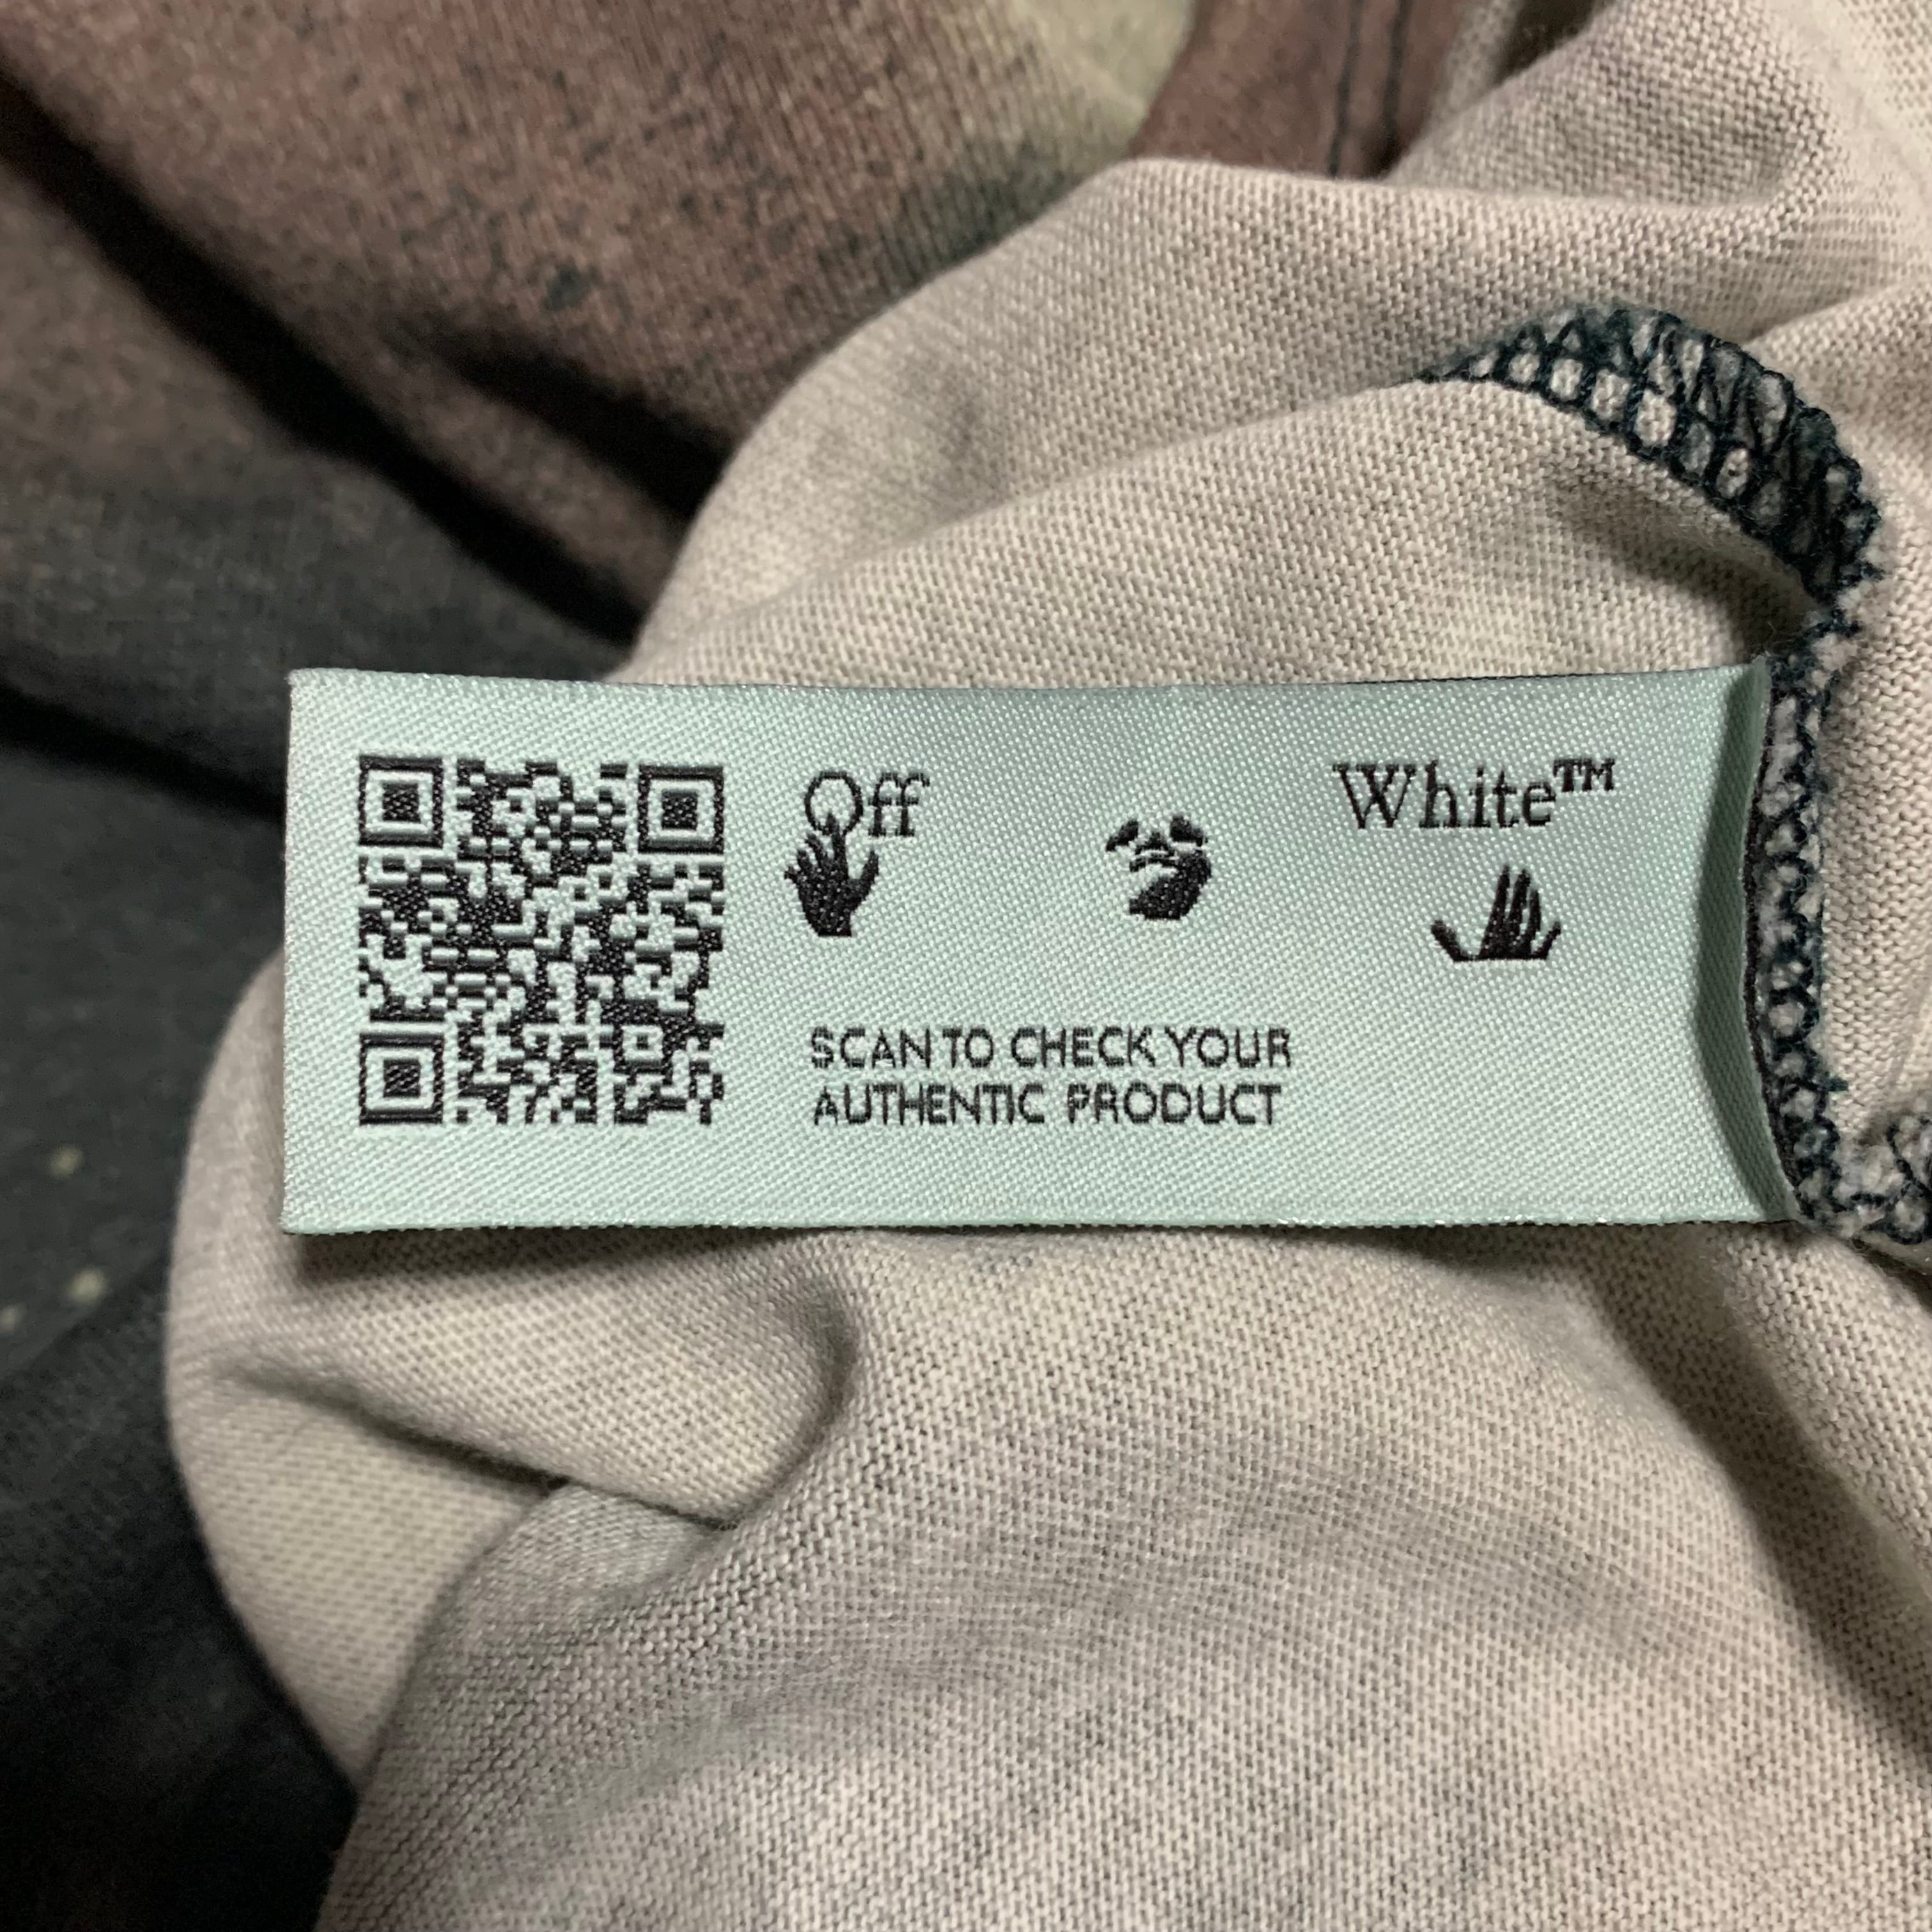 Off White™
SCAN TO CHECK YOUR
AUTHENTIC PRODUCT